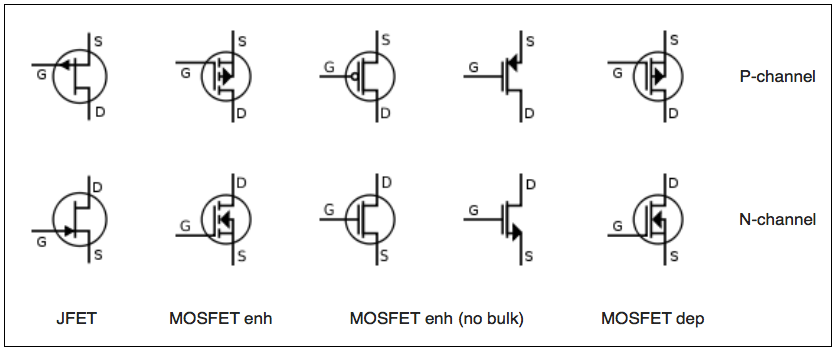 S S S S S
G G G G G
D D D D D
P-channel
D D D D D
G G G G G
S S S S S
N-channel
JFET MOSFET enh MOSFET enh (no bulk) MOSFET dep